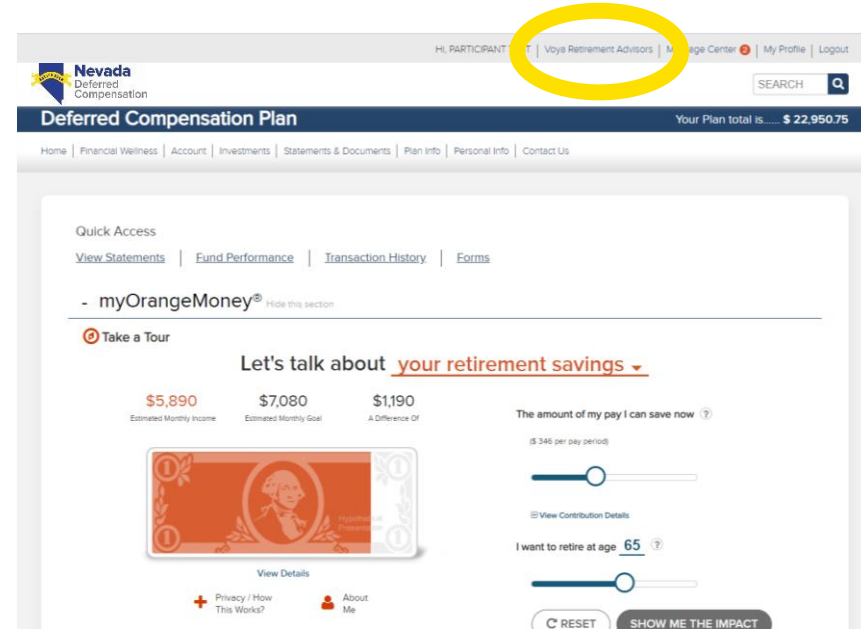 HI, PARTICIPANT T | Voya Retirement Advisors | M ge Center 2 | My Profile | Logout
Nevada
Deferred
Compensation
SEARCH
Deferred Compensation Plan
Your Plan total is..... $ 22,950.75
Home | Financial Wellness | Account | Investments | Statements & Documents | Plan Info | Personal Info | Contact Us
Quick Access
View Statements | Fund Performance | Transaction History | Forms
- myOrangeMoney® Hide this section
Take a Tour
Let's talk about your retirement savings
$5,890 $7,080 $1,190
Estimated Monthly Income Estimated Monthly Goal A Difference Of
The amount of my pay I can save now ?
($ 346 per pay period)
View Contribution Details
I want to retire at age 65 ?
Hypothetical
Presentation
View Details
Privacy / How
This Works?
About
Me
RESET
SHOW ME THE IMPACT